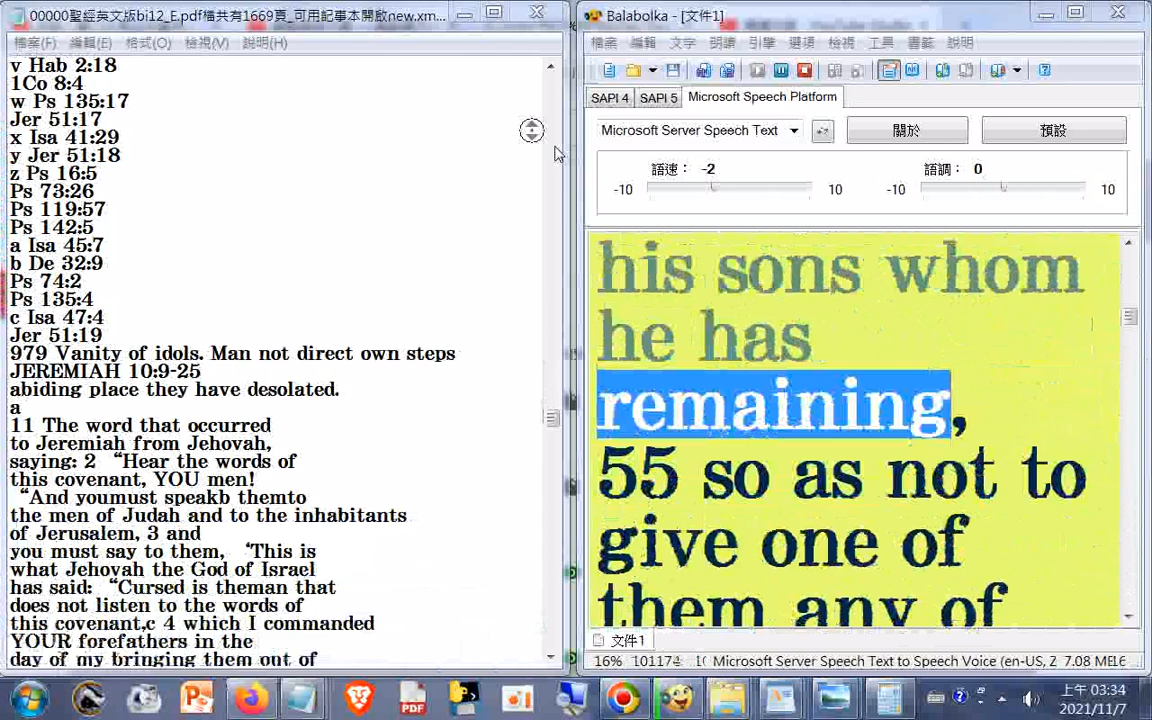 00000聖經英文版bi12_E.pdf檔共有1669頁_可用記事本開啟new.xm...
檔案(F) 編輯(E) 格式(O) 檢視(V) 說明(H)
v Hab 2:18
1Co 8:4
w Ps 135:17
Jer 51:17
x Isa 41:29
y Jer 51:18
z Ps 16:5
Ps 73:26
Ps 119:57
Ps 142:5
a Isa 45:7
b De 32:9
Ps 74:2
Ps 135:4
c Isa 47:4
Jer 51:19
979 Vanity of idols. Man not direct own steps
JEREMIAH 10:9-25
abiding place they have desolated.
a
11 The word that occurred
to Jeremiah from Jehovah,
saying: 2 “Hear the words of
this covenant, YOU men!
“And youmust speakb themto
the men of Judah and to the inhabitants
of Jerusalem, 3 and
you must say to them, ‘This is
what Jehovah the God of Israel
has said: “Cursed is theman that
does not listen to the words of
this covenant,c 4 which I commanded
YOUR forefathers in the
day of my bringing them out of
Balabolka - [文件1]
檔案 編輯 文字 朗讀 引擎 選項 檢視 工具 書籤 說明
SAPI 4 SAPI 5 Microsoft Speech Platform
Microsoft Server Speech Text 關於 預設
語速： -2 語調： 0
-10 10 -10 10
his sons whom
he has
remaining,
55 so as not to
give one of
them any of
文件1
16% Microsoft Server Speech Text to Speech Voice (en-US, Z 7.08 ME
PDF
上午 03:34
2021/11/7